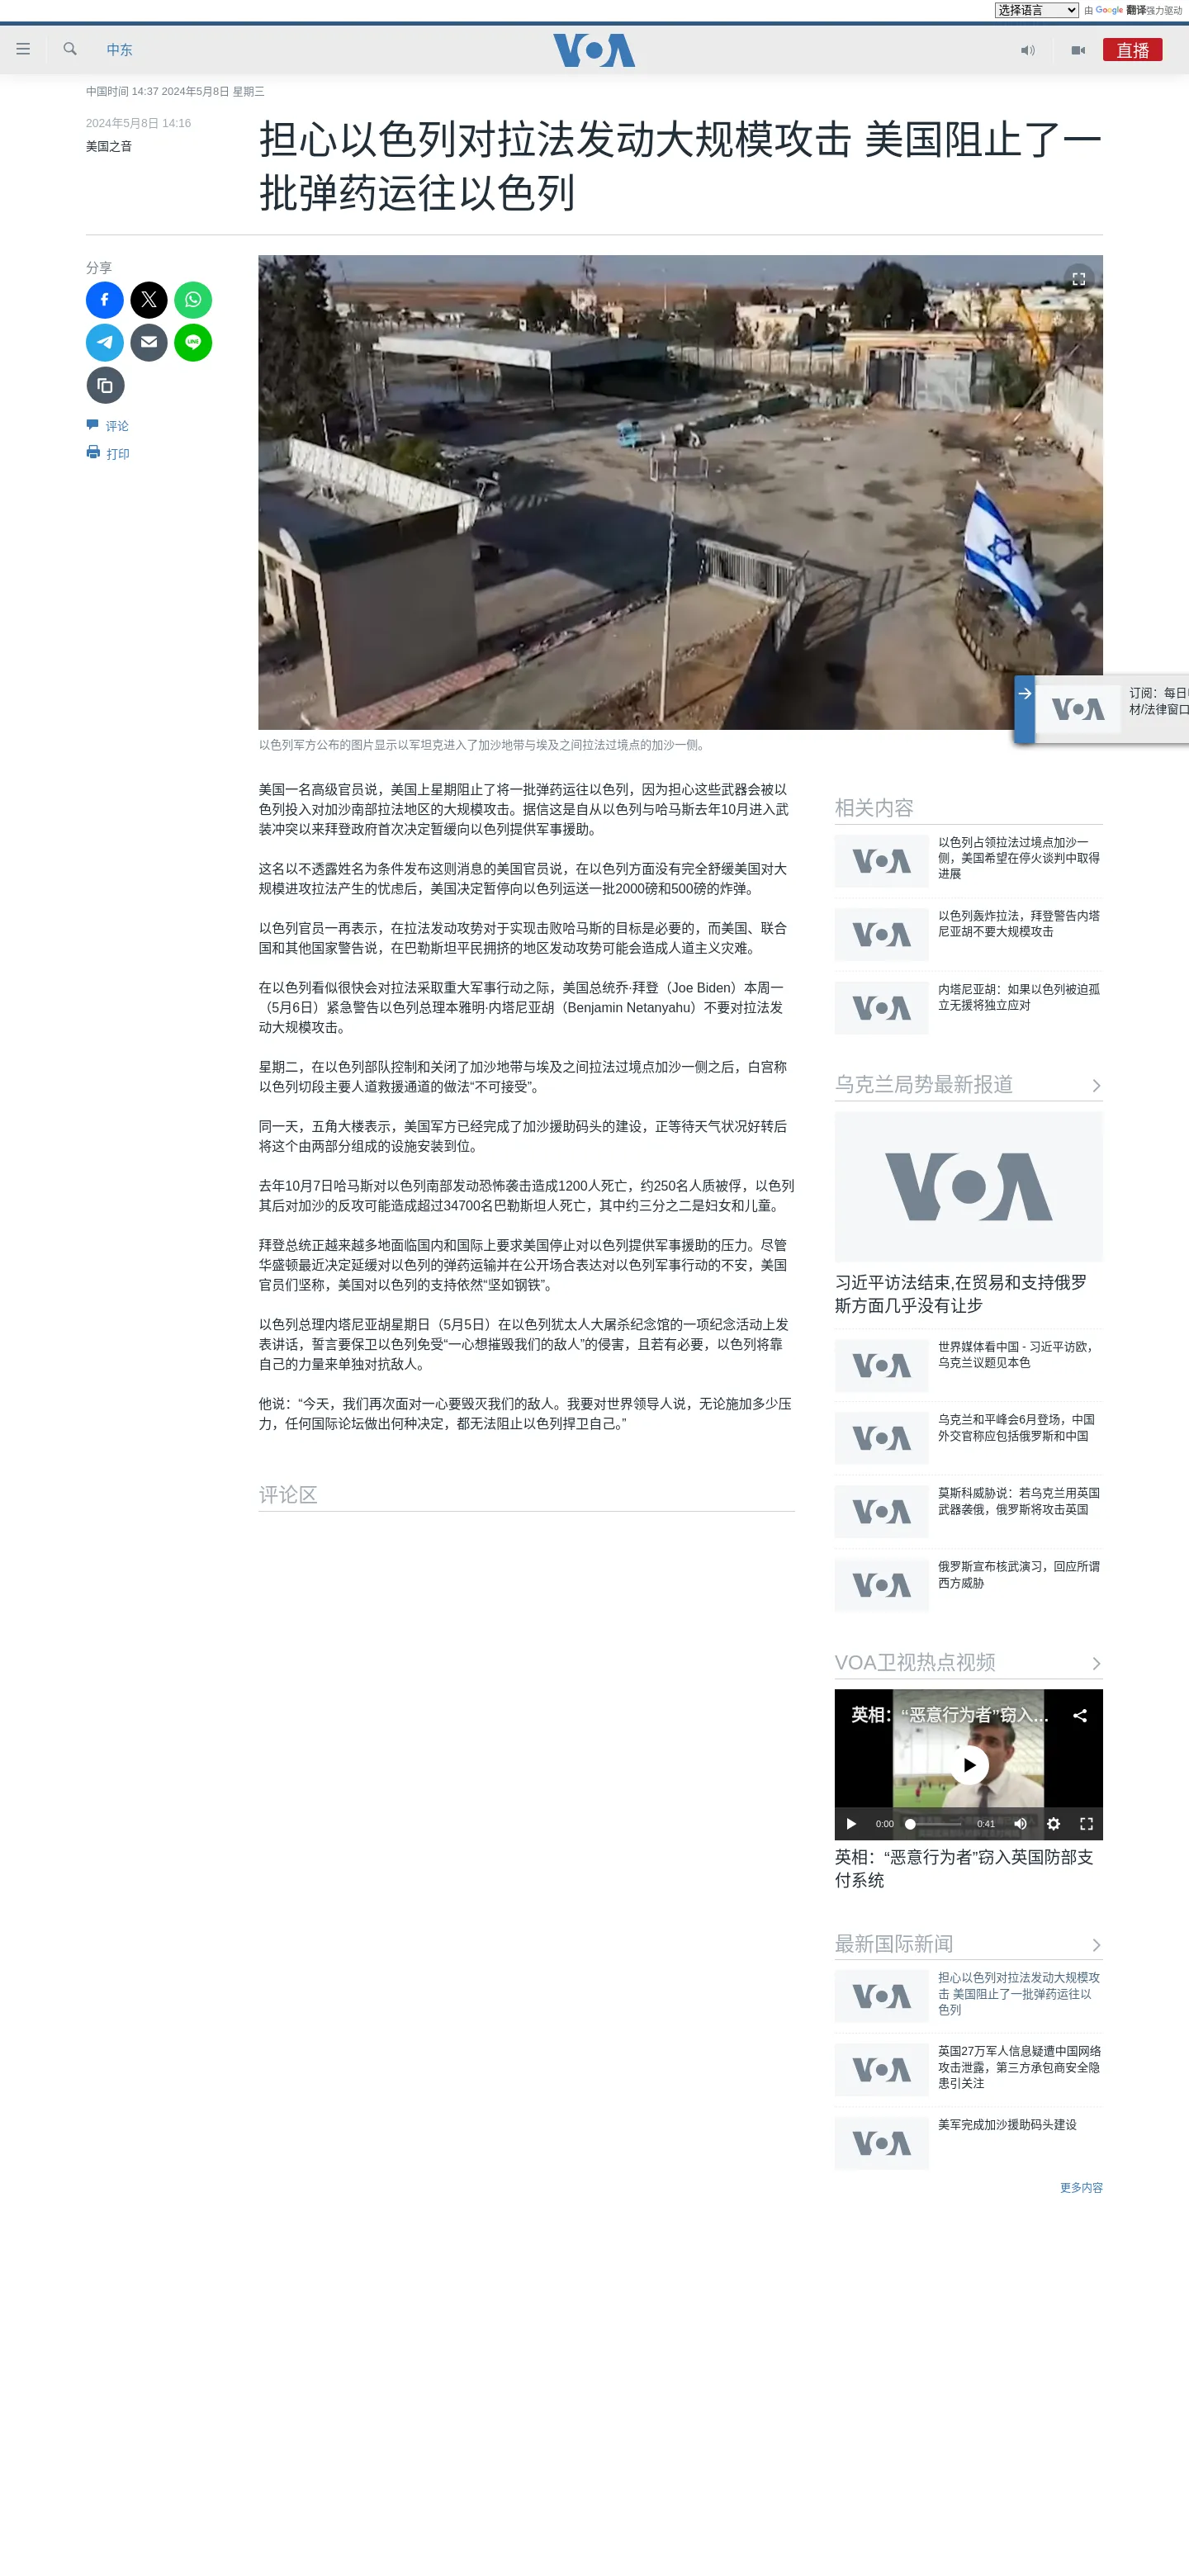 选择语言 由 Google 翻译强力驱动
中东
VOA
直播
中国时间 14:37 2024年5月8日 星期三
2024年5月8日 14:16
美国之音
担心以色列对拉法发动大规模攻击 美国阻止了一
批弹药运往以色列
分享
LINE
评论
打印
以色列军方公布的图片显示以军坦克进入了加沙地带与埃及之间拉法过境点的加沙一侧。
VOA
订阅：每日
材/法律窗口
美国一名高级官员说，美国上星期阻止了将一批弹药运往以色列，因为担心这些武器会被以
色列投入对加沙南部拉法地区的大规模攻击。据信这是自从以色列与哈马斯去年10月进入武
装冲突以来拜登政府首次决定暂缓向以色列提供军事援助。
这名以不透露姓名为条件发布这则消息的美国官员说，在以色列方面没有完全舒缓美国对大
规模进攻拉法产生的忧虑后，美国决定暂停向以色列运送一批2000磅和500磅的炸弹。
以色列官员一再表示，在拉法发动攻势对于实现击败哈马斯的目标是必要的，而美国、联合
国和其他国家警告说，在巴勒斯坦平民拥挤的地区发动攻势可能会造成人道主义灾难。
在以色列看似很快会对拉法采取重大军事行动之际，美国总统乔·拜登（Joe Biden）本周一
（5月6日）紧急警告以色列总理本雅明·内塔尼亚胡（Benjamin Netanyahu）不要对拉法发
动大规模攻击。
星期二，在以色列部队控制和关闭了加沙地带与埃及之间拉法过境点加沙一侧之后，白宫称
以色列切段主要人道救援通道的做法“不可接受”。
同一天，五角大楼表示，美国军方已经完成了加沙援助码头的建设，正等待天气状况好转后
将这个由两部分组成的设施安装到位。
去年10月7日哈马斯对以色列南部发动恐怖袭击造成1200人死亡，约250名人质被俘，以色列
其后对加沙的反攻可能造成超过34700名巴勒斯坦人死亡，其中约三分之二是妇女和儿童。
拜登总统正越来越多地面临国内和国际上要求美国停止对以色列提供军事援助的压力。尽管
华盛顿最近决定延缓对以色列的弹药运输并在公开场合表达对以色列军事行动的不安，美国
官员们坚称，美国对以色列的支持依然“坚如钢铁”。
以色列总理内塔尼亚胡星期日（5月5日）在以色列犹太人大屠杀纪念馆的一项纪念活动上发
表讲话，誓言要保卫以色列免受“一心想摧毁我们的敌人”的侵害，且若有必要，以色列将靠
自己的力量来单独对抗敌人。
他说：“今天，我们再次面对一心要毁灭我们的敌人。我要对世界领导人说，无论施加多少压
力，任何国际论坛做出何种决定，都无法阻止以色列捍卫自己。”
评论区
相关内容
VOA
以色列占领拉法过境点加沙一
侧，美国希望在停火谈判中取得
进展
VOA
以色列轰炸拉法，拜登警告内塔
尼亚胡不要大规模攻击
VOA
内塔尼亚胡：如果以色列被迫孤
立无援将独立应对
乌克兰局势最新报道
VOA
习近平访法结束,在贸易和支持俄罗
斯方面几乎没有让步
VOA
世界媒体看中国 - 习近平访欧，
乌克兰议题见本色
VOA
乌克兰和平峰会6月登场，中国
外交官称应包括俄罗斯和中国
VOA
莫斯科威胁说：若乌克兰用英国
武器袭俄，俄罗斯将攻击英国
VOA
俄罗斯宣布核武演习，回应所谓
西方威胁
VOA卫视热点视频
英相：“恶意行为者”窃入...
0:00 0:41
英相：“恶意行为者”窃入英国防部支
付系统
最新国际新闻
VOA
担心以色列对拉法发动大规模攻
击 美国阻止了一批弹药运往以
色列
VOA
英国27万军人信息疑遭中国网络
攻击泄露，第三方承包商安全隐
患引关注
VOA
美军完成加沙援助码头建设
更多内容